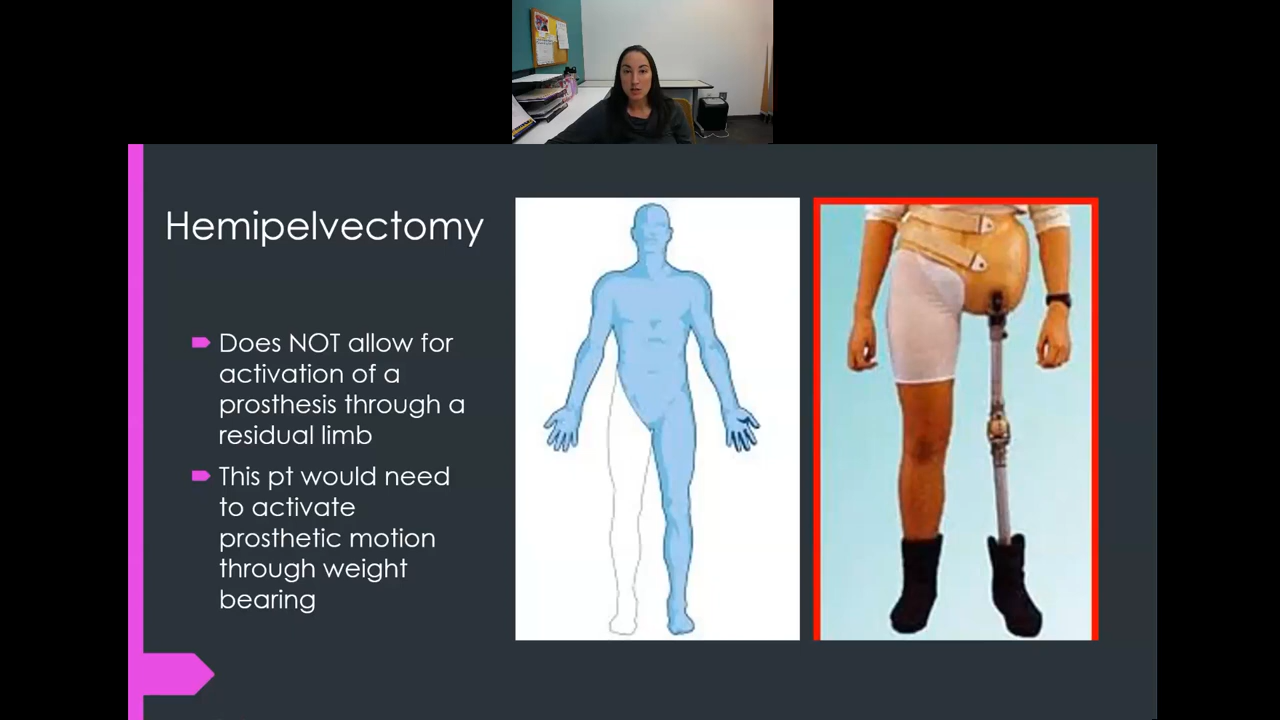 Hemipelvectomy
Does NOT allow for
activation of a
prosthesis through a
residual limb
This pt would need
to activate
prosthetic motion
through weight
bearing